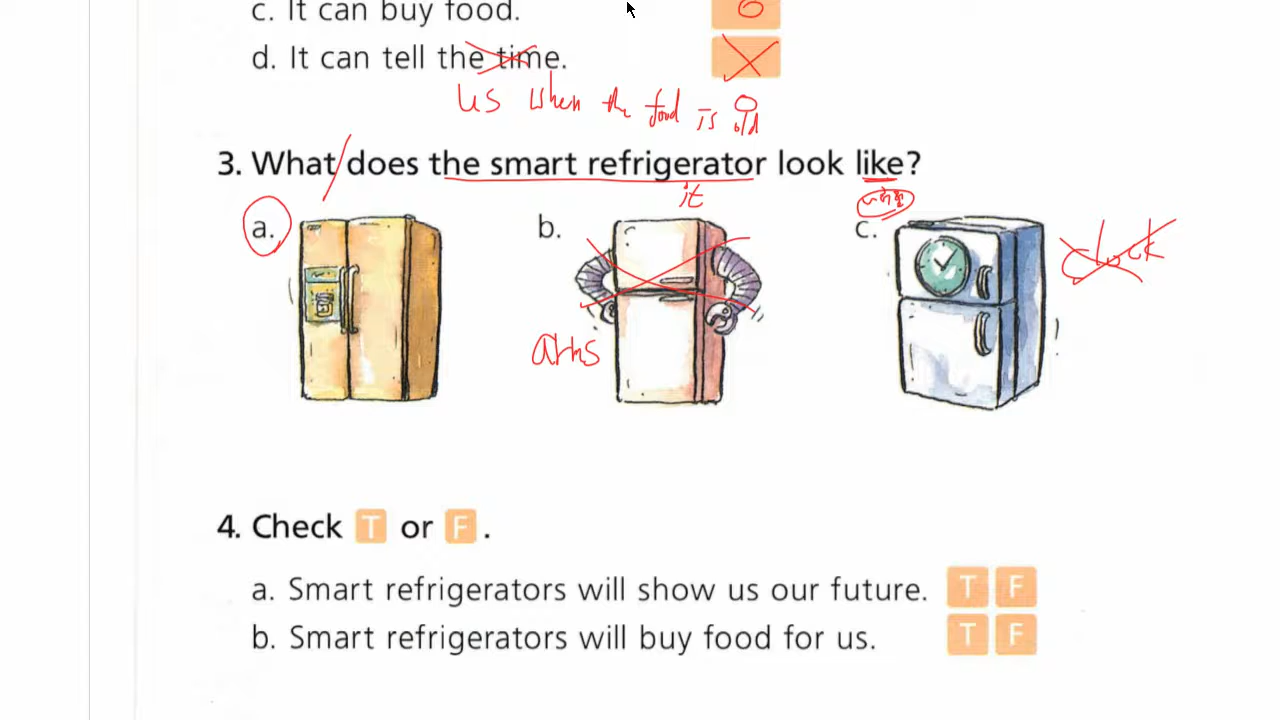 c. It can buy food.
d. It can tell the time.
us when the food is old
3. What does the smart refrigerator look like?
it
a. b. c.
clock
arms
4. Check T or F.
a. Smart refrigerators will show us our future. T F
b. Smart refrigerators will buy food for us. T F